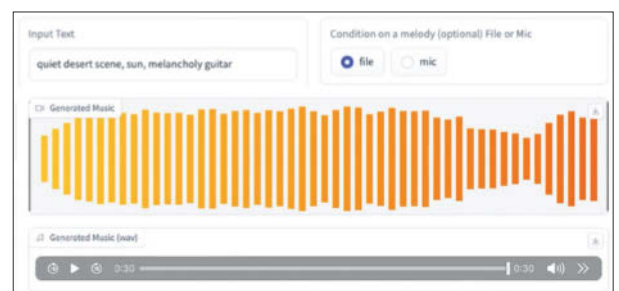 Input Text
quiet desert scene, sun, melancholy guitar
Condition on a melody (optional) File or Mic
file
mic
Generated Music
Generated Music (wav)
0:30
0:30